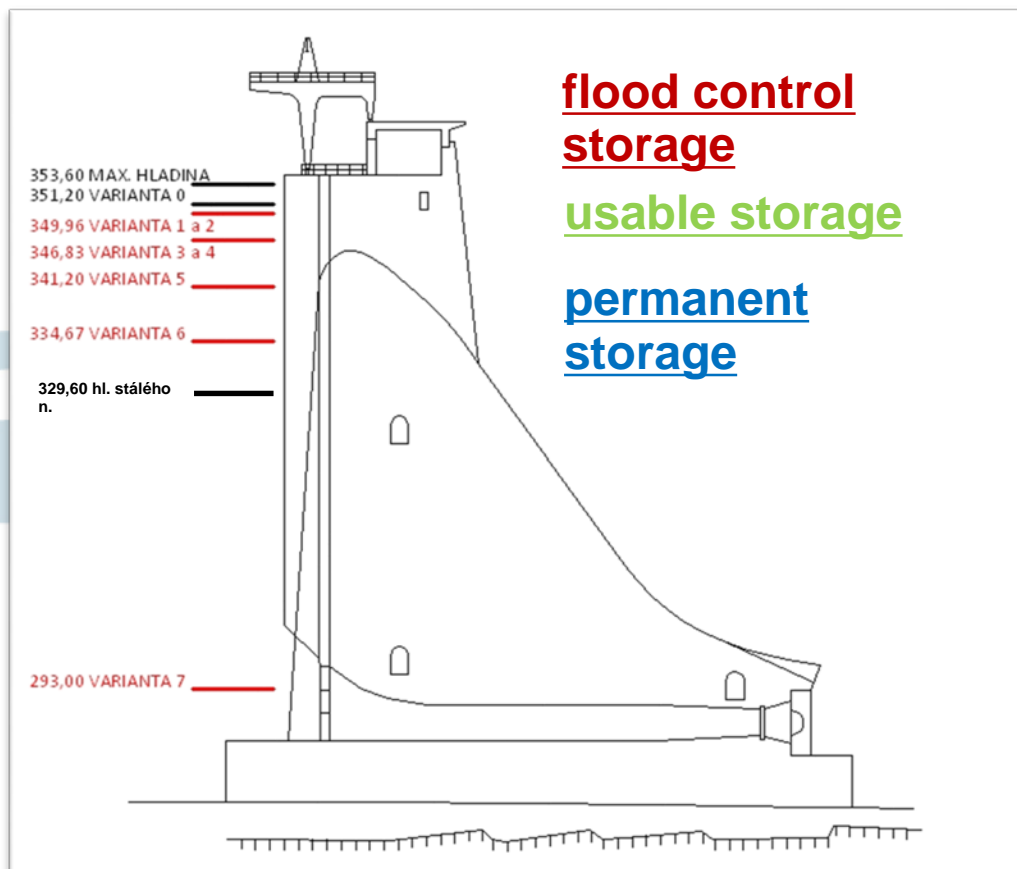 flood control
storage
usable storage
permanent
storage
353,60 MAX. HLADINA
351,20 VARIANTA 0
349,96 VARIANTA 1 a 2
346,83 VARIANTA 3 a 4
341,20 VARIANTA 5
334,67 VARIANTA 6
329,60 hl. stálého
n.
293,00 VARIANTA 7